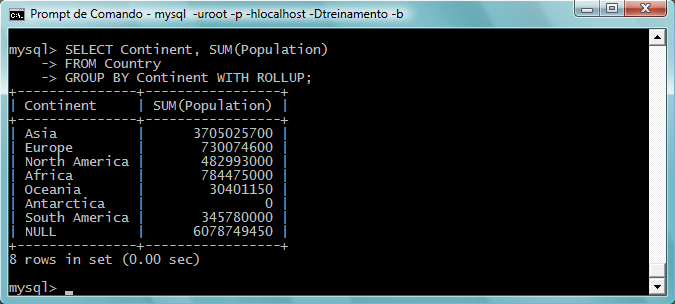 Prompt de Comando - mysql -uroot -p -hlocalhost -Dtreinamento -b
mysql> SELECT Continent, SUM(Population)
    -> FROM Country
    -> GROUP BY Continent WITH ROLLUP;
+---------------+-----------------+
| Continent     | SUM(Population) |
+---------------+-----------------+
| Asia          |      3705025700 |
| Europe        |       730074600 |
| North America |       482993000 |
| Africa        |       784475000 |
| Oceania       |        30401150 |
| Antarctica    |               0 |
| South America |       345780000 |
| NULL          |      6078749450 |
+---------------+-----------------+
8 rows in set (0.00 sec)
mysql> _